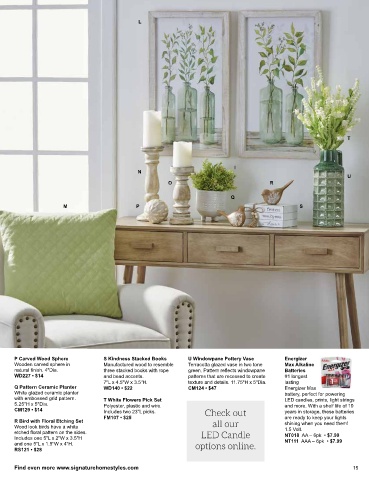 L
T
N
O
R
U
M
P
Q
S
P Carved Wood Sphere
Wooden carved sphere in
natural finish. 4"Dia.
WD227 • $14
Q Pattern Ceramic Planter
White glazed ceramic planter
with embossed grid pattern.
5.25"H x 5"Dia.
CM129 • $14
R Bird with Floral Etching Set
Wood look birds have a white
etched floral pattern on the sides.
Includes one 5"L x 2"W x 3.5"H
and one 5"L x 1.5"W x 4"H.
RS121 • $28
S Kindness Stacked Books
Manufactured wood to resemble
three stacked books with rope
and bead accents.
7"L x 4.5"W x 3.5"H.
WD140 • $22
T White Flowers Pick Set
Polyester, plastic and wire.
Includes two 23"L picks.
FM107 • $28
U Windowpane Pottery Vase
Terracotta glazed vase in two tone
green. Pattern reflects windowpane
patterns that are recessed to create
texture and details. 11.75"H x 5"Dia.
CM124 • $47
Check out
all our
LED Candle
options online.
Energizer
Max Alkaline
Batteries
#1 longest
lasting
Energizer Max
battery, perfect for powering
LED candles, prints, light strings
and more. With a shelf life of 10
years in storage, these batteries
are ready to keep your lights
shining when you need them!
1.5 Volt.
NT018 AA – 6pk • $7.99
NT111 AAA – 6pk • $7.99
Find even more www.signaturehomestyles.com
15